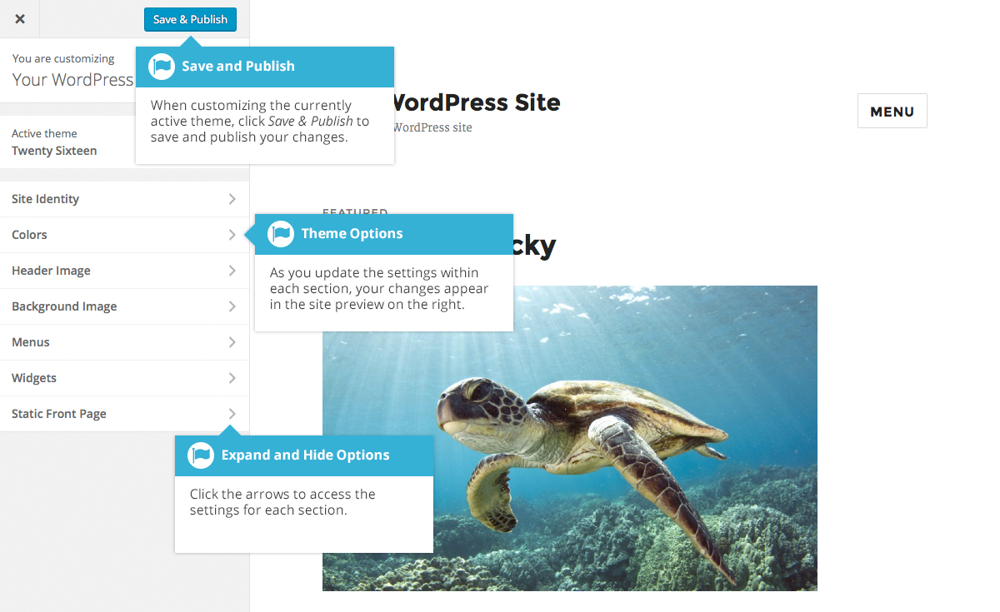 Save & Publish
You are customizing
Your WordPress
Save and Publish
When customizing the currently
active theme, click Save & Publish to
save and publish your changes.
Active theme
Twenty Sixteen
WordPress Site
WordPress site
MENU
Site Identity
Colors
Header Image
Background Image
Menus
Widgets
Static Front Page
FEATURED
Theme Options
As you update the settings within
each section, your changes appear
in the site preview on the right.
Expand and Hide Options
Click the arrows to access the
settings for each section.